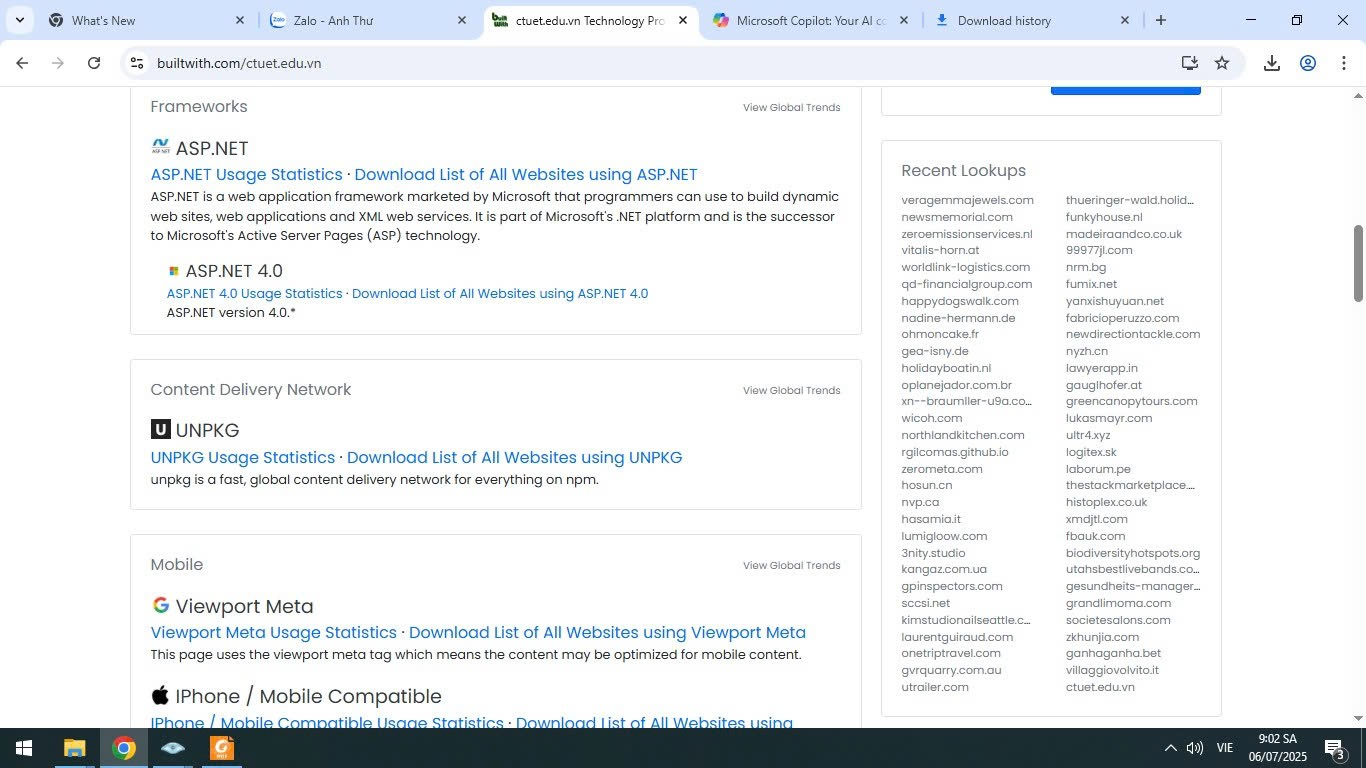 What's New
Zalo - Anh Thư
ctuet.edu.vn Technology Pro
Microsoft Copilot: Your AI co
Download history
builtwith.com/ctuet.edu.vn
Frameworks
View Global Trends
ASP.NET
ASP.NET Usage Statistics · Download List of All Websites using ASP.NET
ASP.NET is a web application framework marketed by Microsoft that programmers can use to build dynamic
web sites, web applications and XML web services. It is part of Microsoft's .NET platform and is the successor
to Microsoft's Active Server Pages (ASP) technology.
ASP.NET 4.0
ASP.NET 4.0 Usage Statistics · Download List of All Websites using ASP.NET 4.0
ASP.NET version 4.0.*
Content Delivery Network
View Global Trends
UNPKG
UNPKG Usage Statistics · Download List of All Websites using UNPKG
unpkg is a fast, global content delivery network for everything on npm.
Mobile
View Global Trends
Viewport Meta
Viewport Meta Usage Statistics · Download List of All Websites using Viewport Meta
This page uses the viewport meta tag which means the content may be optimized for mobile content.
IPhone / Mobile Compatible
IPhone / Mobile Compatible Usage Statistics · Download List of All Websites using
Recent Lookups
veragemmajewels.com
newsmemorial.com
zeroemissionservices.nl
vitalis-horn.at
worldlink-logistics.com
qd-financialgroup.com
happydogswalk.com
nadine-hermann.de
ohmoncake.fr
gea-isny.de
holidayboatin.nl
oplanejador.com.br
xn--braumller-u9a.co...
wicoh.com
northlandkitchen.com
rgilcomas.github.io
zerometa.com
hosun.cn
nvp.ca
hasamia.it
lumigloow.com
3nity.studio
kangaz.com.ua
gpinspectors.com
sccsi.net
kimstudionailseattle.c...
laurentguiraud.com
onetriptravel.com
gvrquarry.com.au
utrailer.com
thueringer-wald.holid...
funkyhouse.nl
madeiraandco.co.uk
99977jl.com
nrm.bg
fumix.net
yanxishuyuan.net
fabricioperuzzo.com
newdirectiontackle.com
nyzh.cn
lawyerapp.in
gauglhofer.at
greencanopytours.com
lukasmayr.com
ultr4.xyz
logitex.sk
laborum.pe
thestackmarketplace....
histoplex.co.uk
xmdjtl.com
fbauk.com
biodiversityhotspots.org
utahsbestlivebands.co...
gesundheits-manager...
grandlimoma.com
societesalons.com
zkhunjia.com
ganhaganha.bet
villaggiovolvito.it
ctuet.edu.vn
VIE
9:02 SA
06/07/2025
3